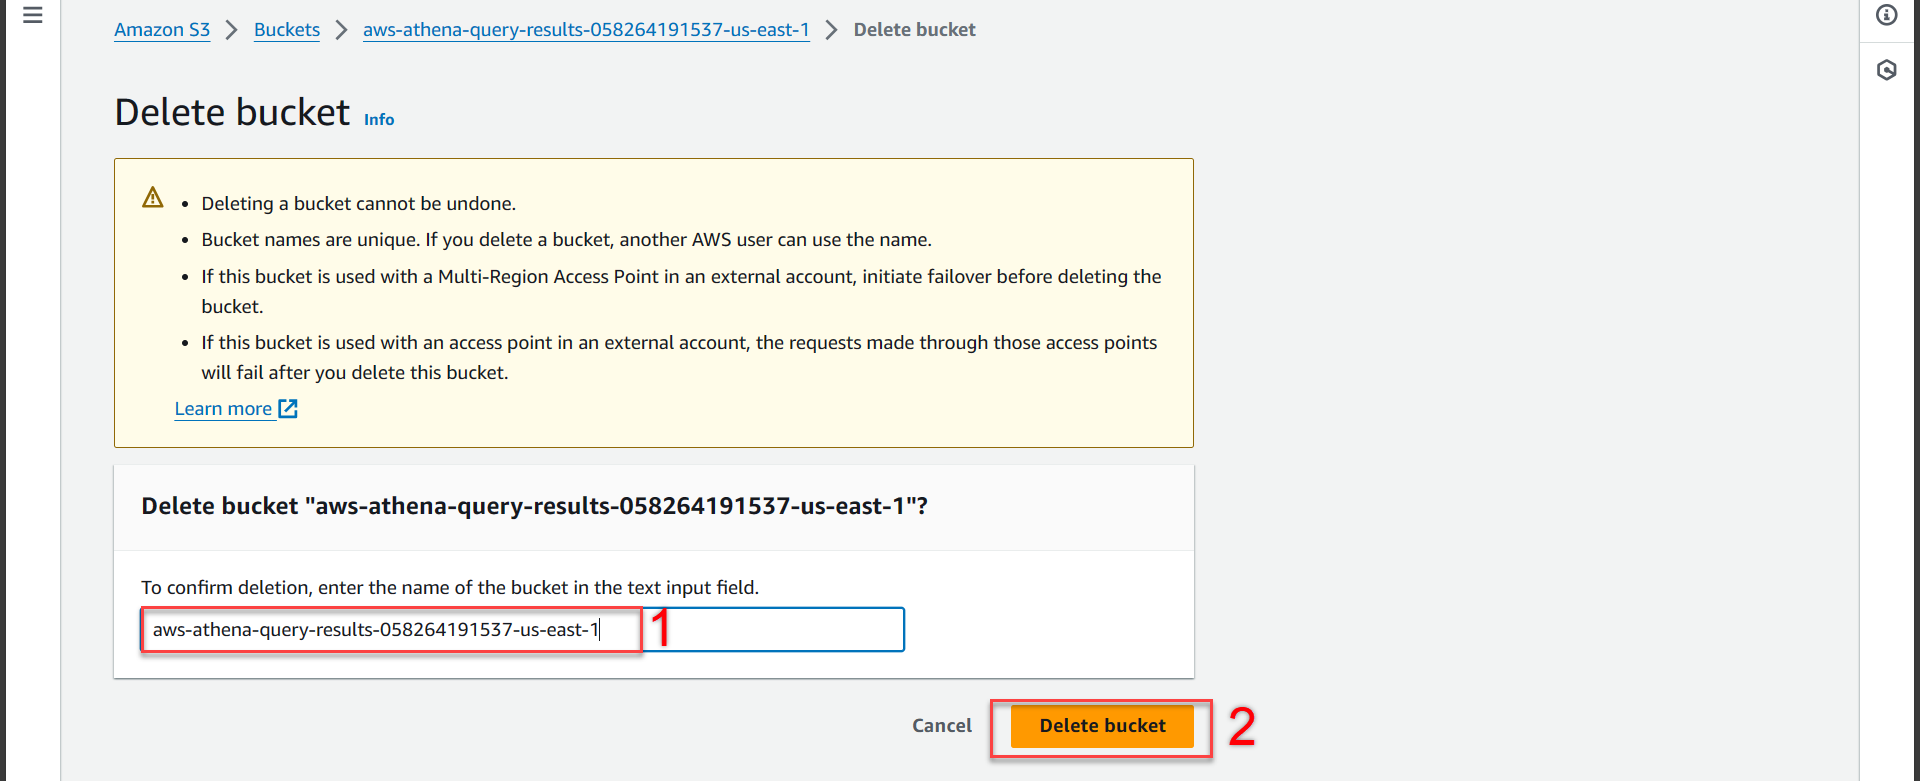 Amazon S3 > Buckets > aws-athena-query-results-058264191537-us-east-1 > Delete bucket
Delete bucket Info
• Deleting a bucket cannot be undone.
• Bucket names are unique. If you delete a bucket, another AWS user can use the name.
• If this bucket is used with a Multi-Region Access Point in an external account, initiate failover before deleting the
bucket.
• If this bucket is used with an access point in an external account, the requests made through those access points
will fail after you delete this bucket.
Learn more
Delete bucket "aws-athena-query-results-058264191537-us-east-1"?
To confirm deletion, enter the name of the bucket in the text input field.
aws-athena-query-results-058264191537-us-east-1 1
Cancel Delete bucket 2